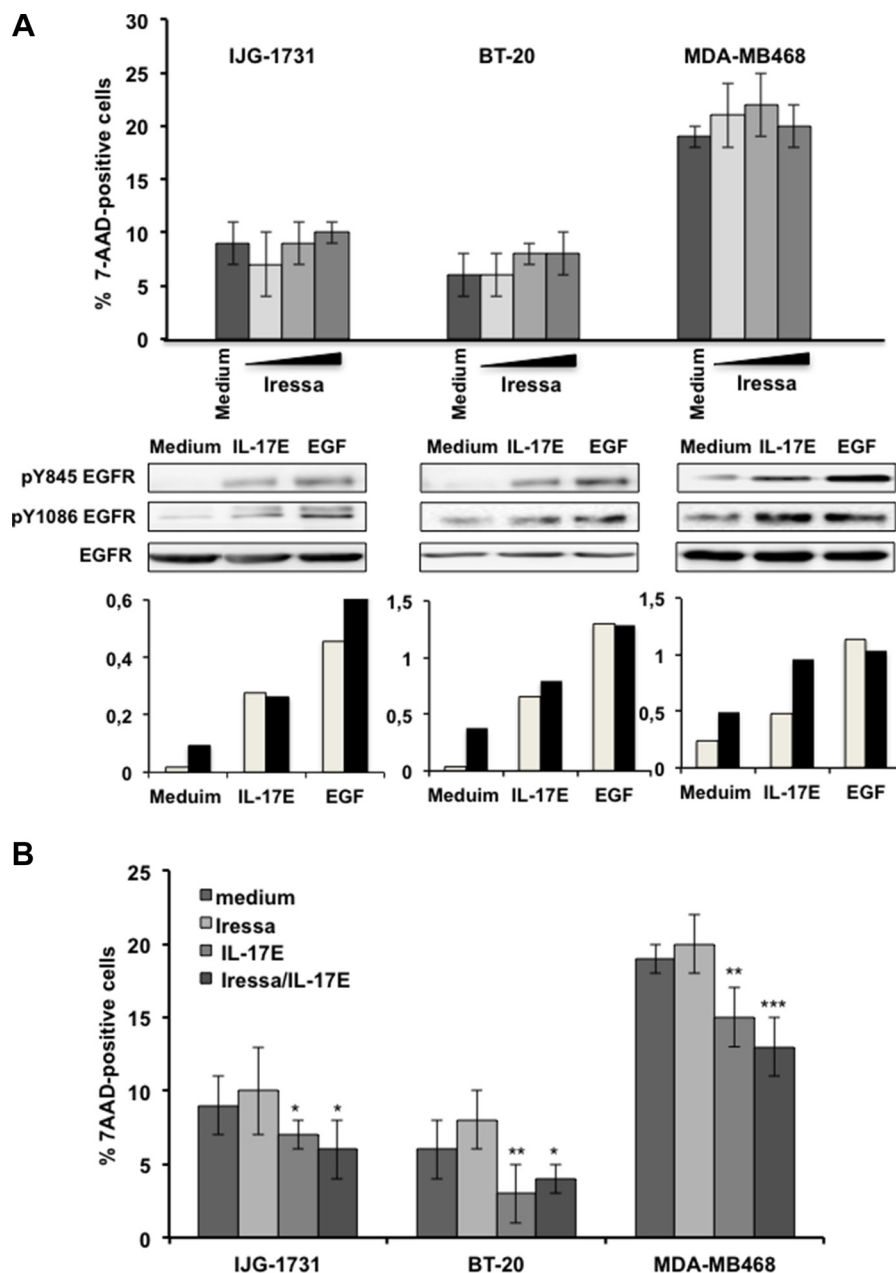 A
30
25
20
15
10
5
0
% 7-AAD-positive cells
IJG-1731 BT-20 MDA-MB468
Medium Iressa Medium Iressa Medium Iressa
Medium IL-17E EGF Medium IL-17E EGF Medium IL-17E EGF
pY845 EGFR
pY1086 EGFR
EGFR
0,6
0,4
0,2
0
Meduim IL-17E EGF
1,5
1
0,5
0
Meduim IL-17E EGF
1,5
1
0,5
0
Meduim IL-17E EGF
B
25
20
15
10
5
0
% 7AAD-positive cells
medium
Iressa
IL-17E
Iressa/IL-17E
* * ** * ** ***
IJG-1731 BT-20 MDA-MB468